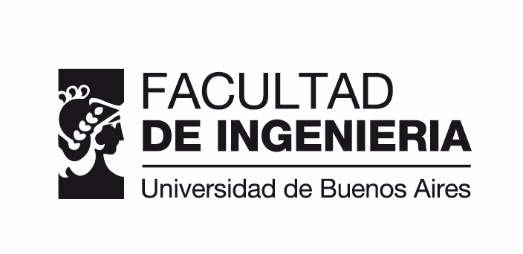 FACULTAD
DE INGENIERIA
Universidad de Buenos Aires